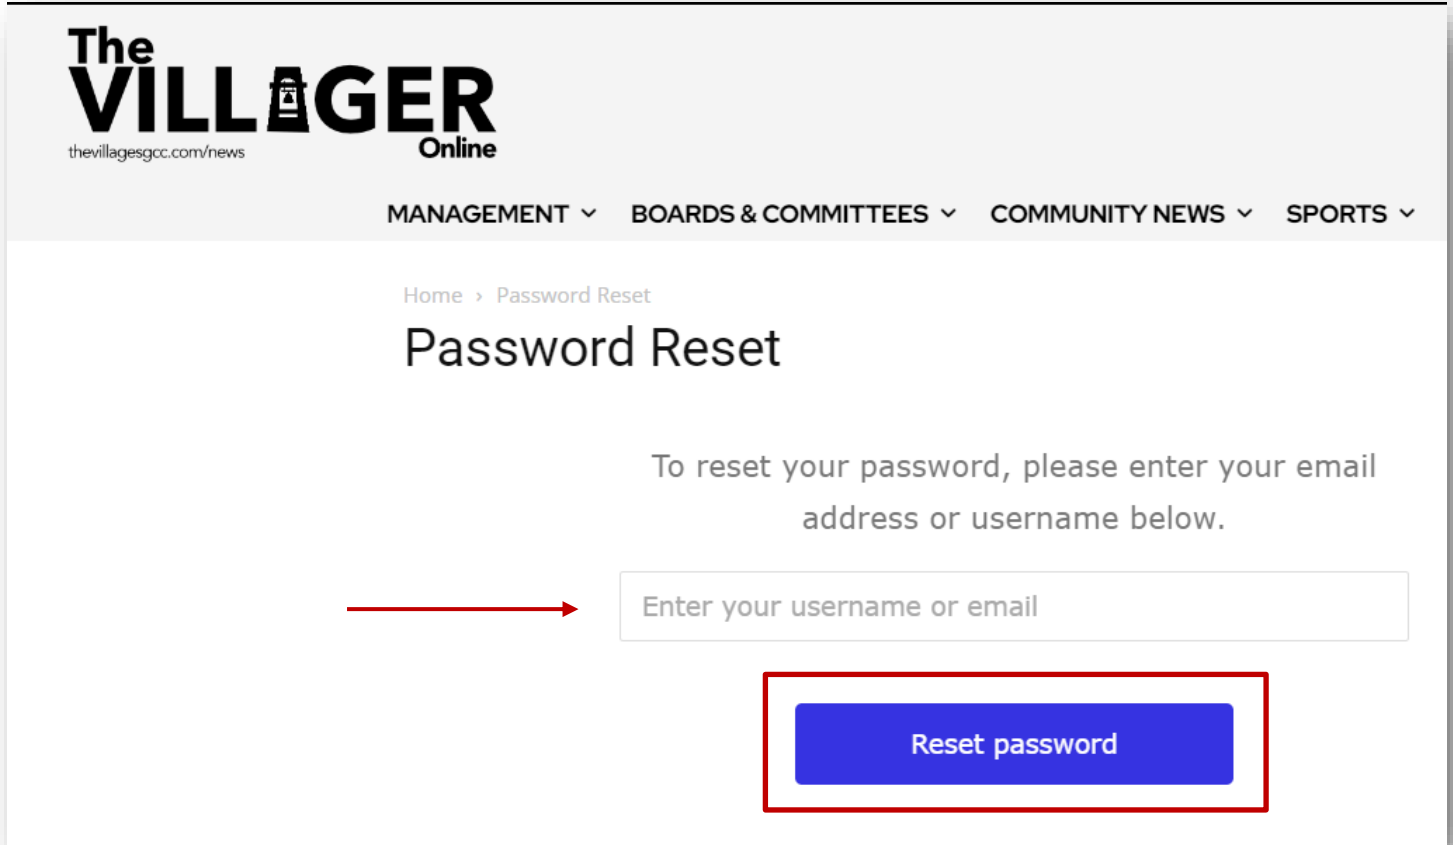 The
VILLAGER
Online
thevillagesgcc.com/news
MANAGEMENT BOARDS & COMMITTEES COMMUNITY NEWS SPORTS
Home › Password Reset
Password Reset
To reset your password, please enter your email
address or username below.
Enter your username or email
Reset password